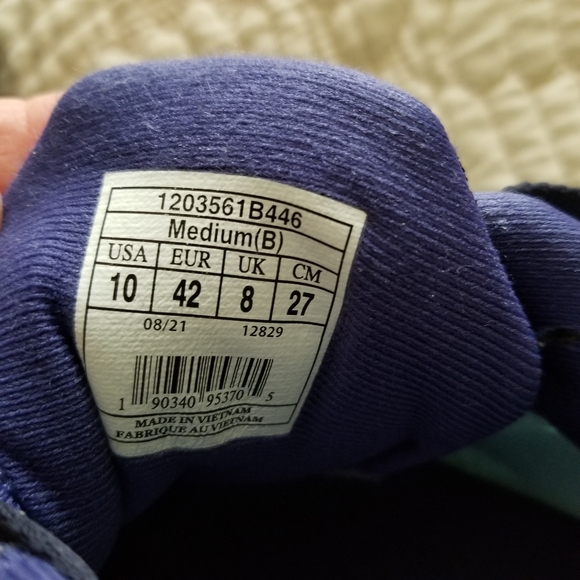 1203561B446
Medium(B)
USA EUR UK CM
10 42 8 27
08/21 12829
1 90340 95370 5
MADE IN VIETNAM
FABRIQUE AU VIETNAM